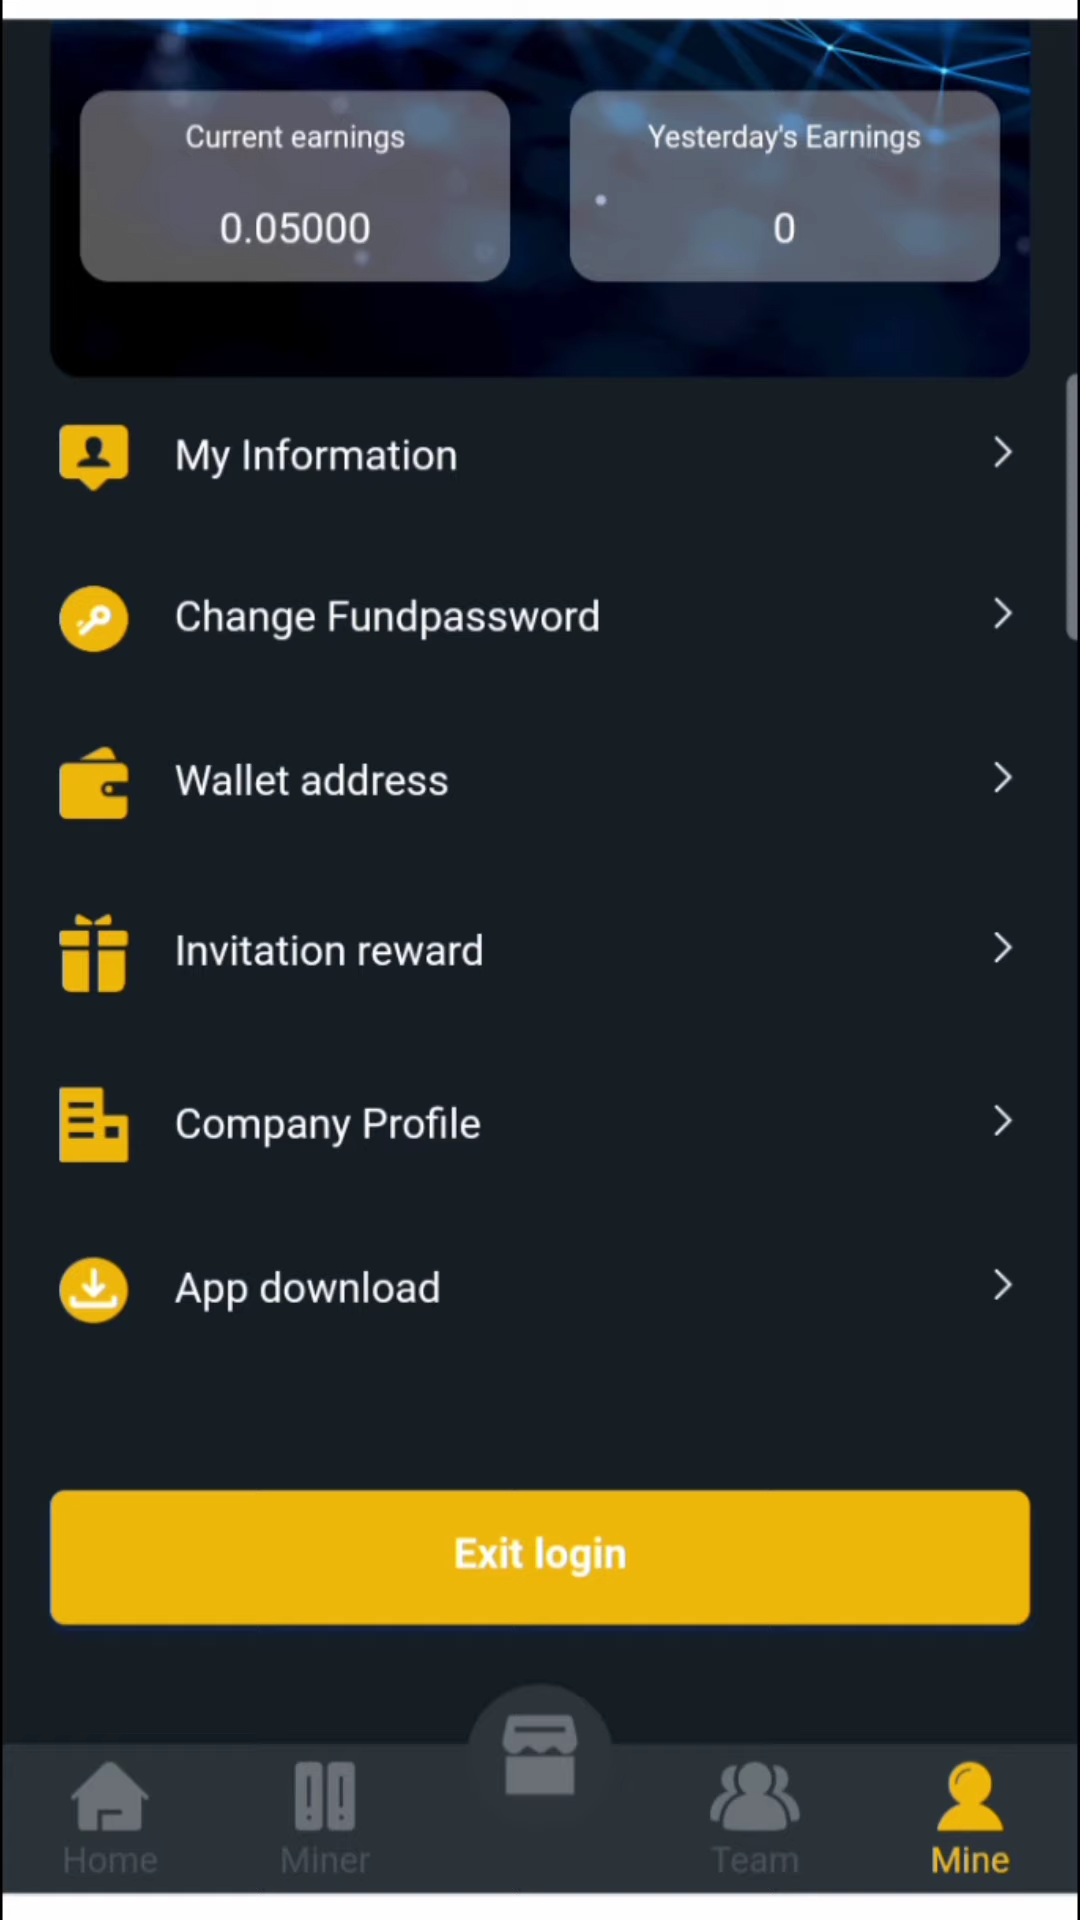 Current earnings
Yesterday's Earnings
0.05000
0
My Information
Change Fundpassword
Wallet address
Invitation reward
Company Profile
App download
Exit login
Home
Miner
Team
Mine